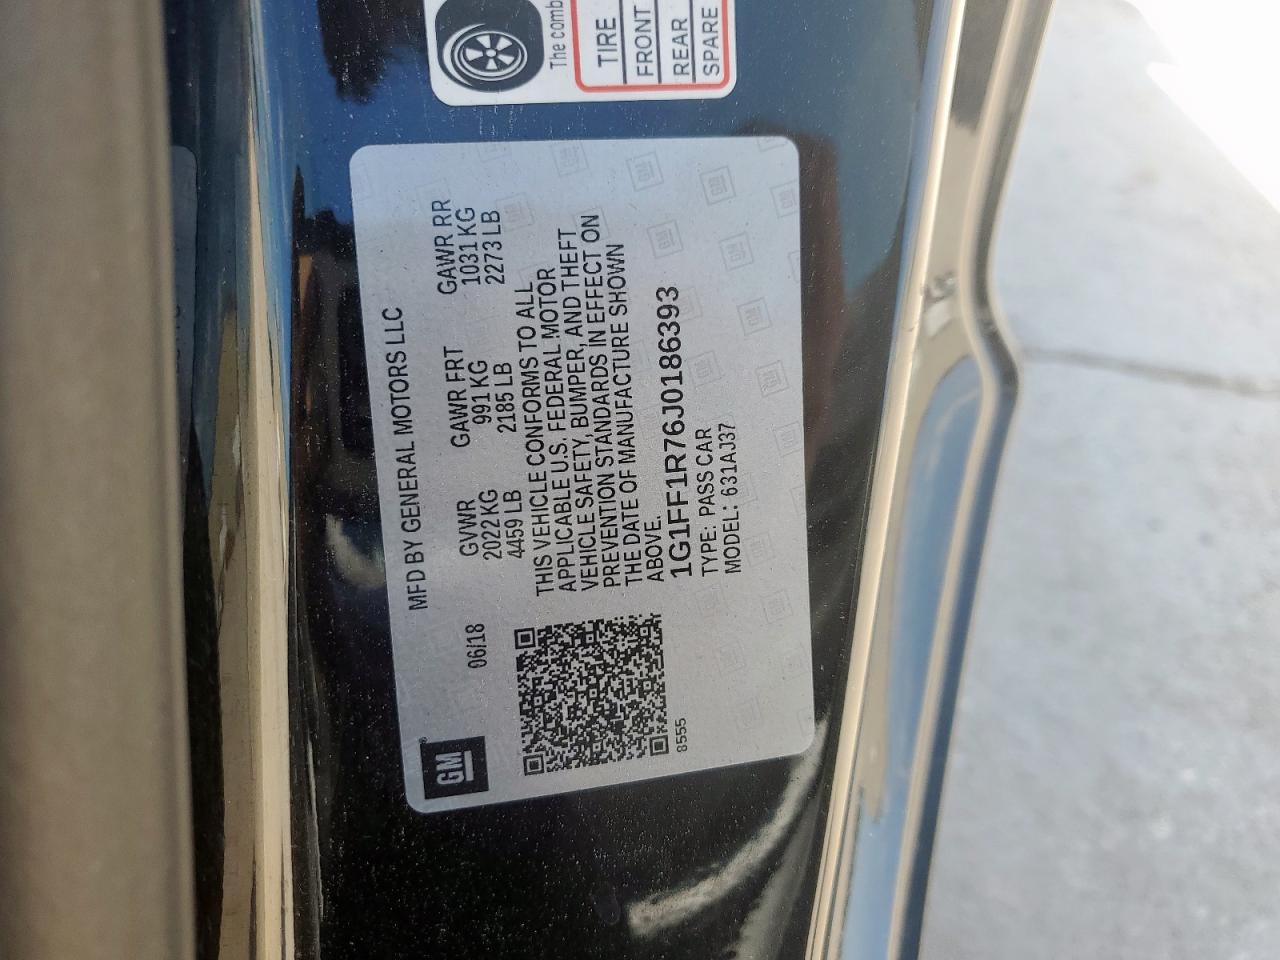 MFD BY GENERAL MOTORS LLC
06/18
GVWR GAWR FRT GAWR RR
2022 KG 991 KG 1031 KG
4459 LB 2185 LB 2273 LB
THIS VEHICLE CONFORMS TO ALL
APPLICABLE U.S. FEDERAL MOTOR
VEHICLE SAFETY, BUMPER, AND THEFT
PREVENTION STANDARDS IN EFFECT ON
THE DATE OF MANUFACTURE SHOWN
ABOVE.
1G1FF1R76J0186393
TYPE: PASS CAR
MODEL: 631AJ37
GM
8555
The comb
TIRE
FRONT
REAR
SPARE